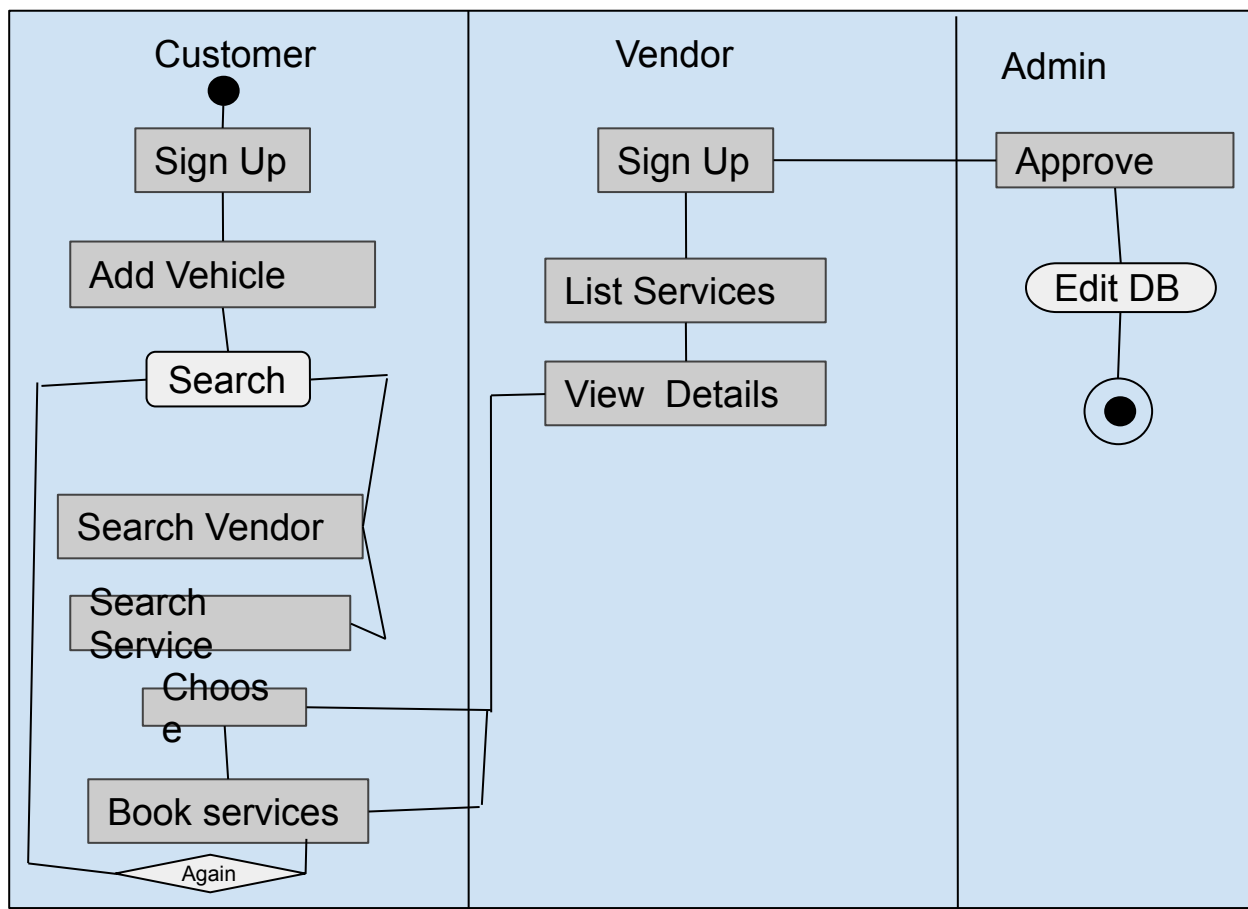 Customer
Sign Up
Add Vehicle
Search
Search Vendor
Search
Service
Choos
e
Book services
Again
Vendor
Sign Up
List Services
View  Details
Admin
Approve
Edit DB